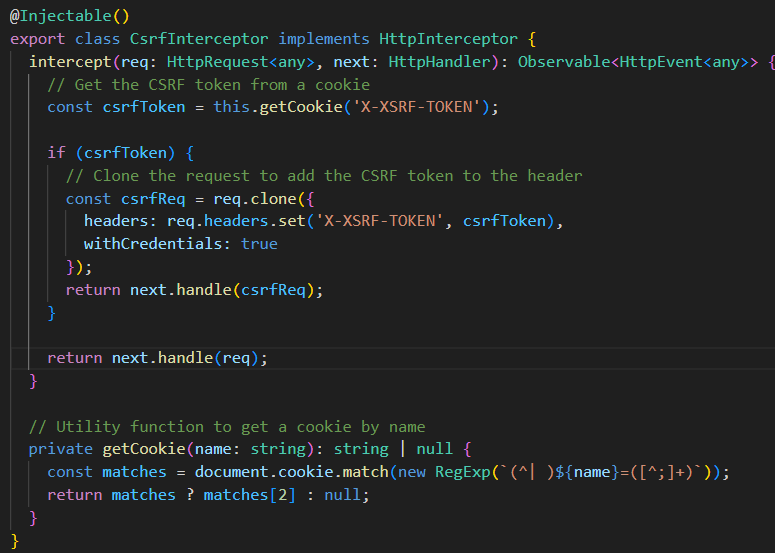 @Injectable()
export class CsrfInterceptor implements HttpInterceptor {
  intercept(req: HttpRequest<any>, next: HttpHandler): Observable<HttpEvent<any>> {
    // Get the CSRF token from a cookie
    const csrfToken = this.getCookie('X-XSRF-TOKEN');

    if (csrfToken) {
      // Clone the request to add the CSRF token to the header
      const csrfReq = req.clone({
        headers: req.headers.set('X-XSRF-TOKEN', csrfToken),
        withCredentials: true
      });
      return next.handle(csrfReq);
    }

    return next.handle(req);
  }

  // Utility function to get a cookie by name
  private getCookie(name: string): string | null {
    const matches = document.cookie.match(new RegExp(`(^| )${name}=([^;]+)`));
    return matches ? matches[2] : null;
  }
}